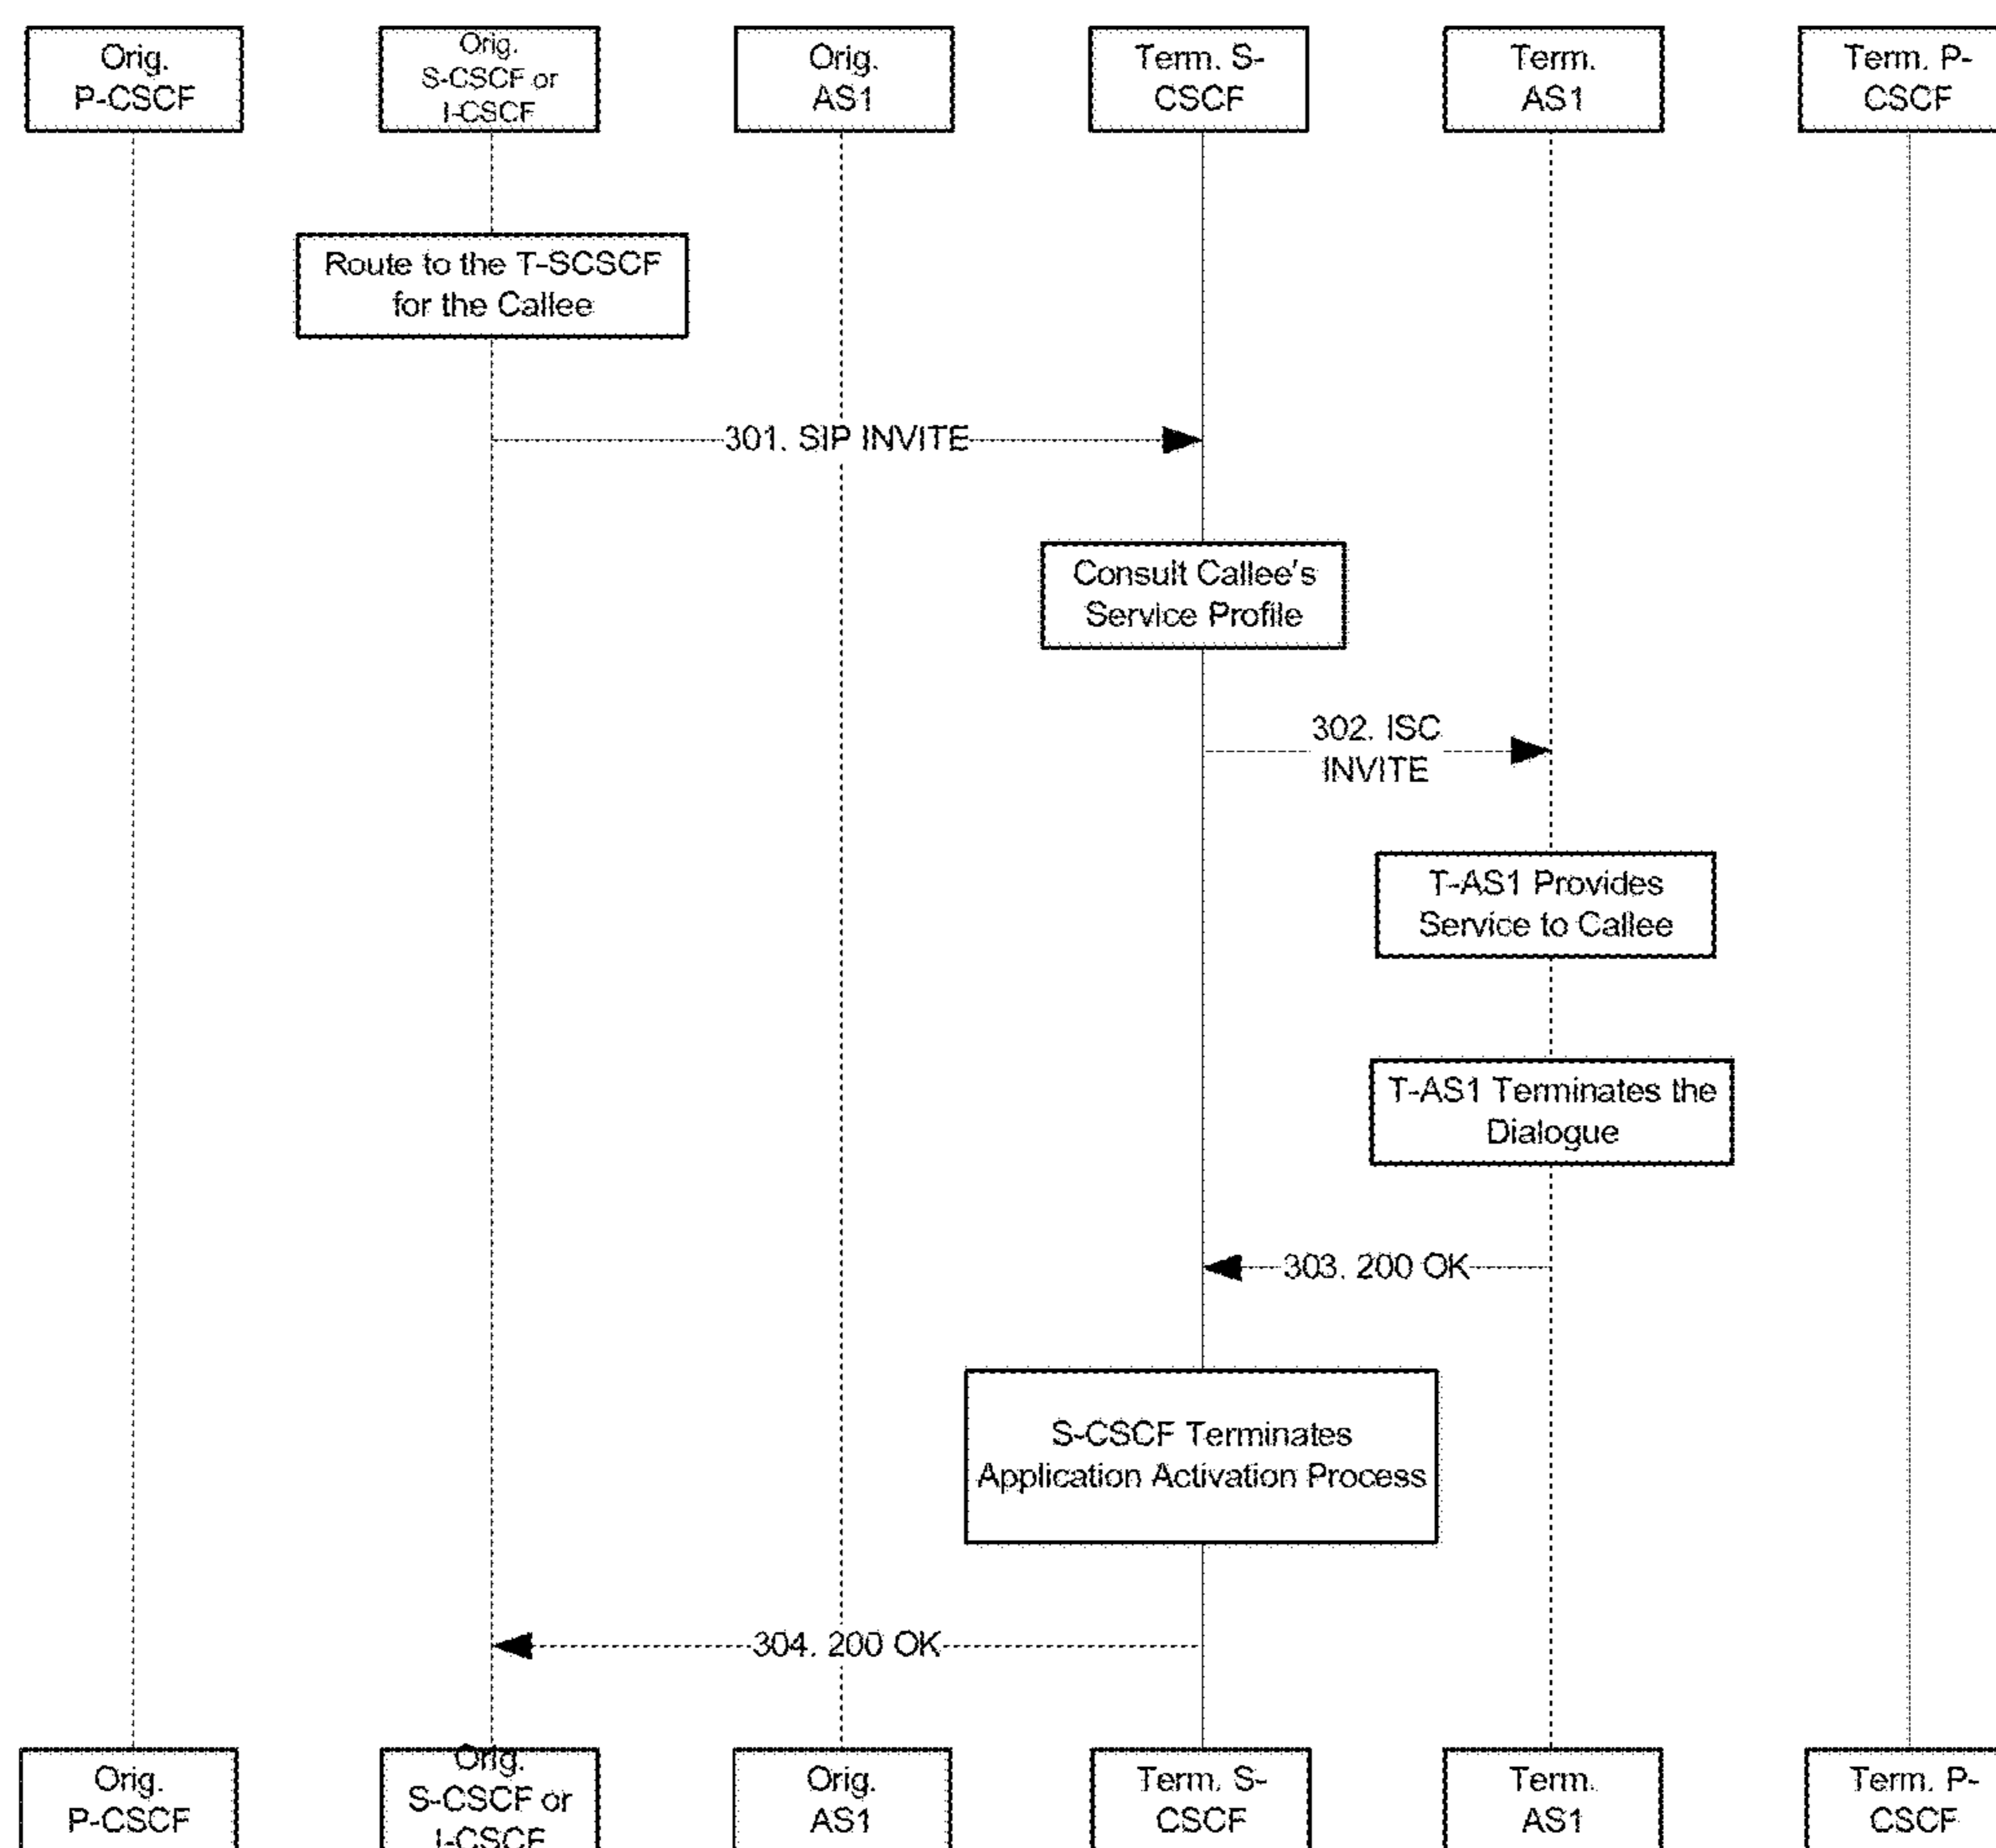 Orig.
P-CSCF
Orig.
S-CSCF or
I-CSCF
Orig.
AS1
Term. S-
CSCF
Term.
AS1
Term. P-
CSCF
Route to the T-SCSCF
for the Callee
301. SIP INVITE
Consult Callee's
Service Profile
302. ISC
INVITE
T-AS1 Provides
Service to Callee
T-AS1 Terminates the
Dialogue
303. 200 OK
S-CSCF Terminates
Application Activation Process
304. 200 OK
Orig.
P-CSCF
Orig.
S-CSCF or
I-CSCF
Orig.
AS1
Term. S-
CSCF
Term.
AS1
Term. P-
CSCF